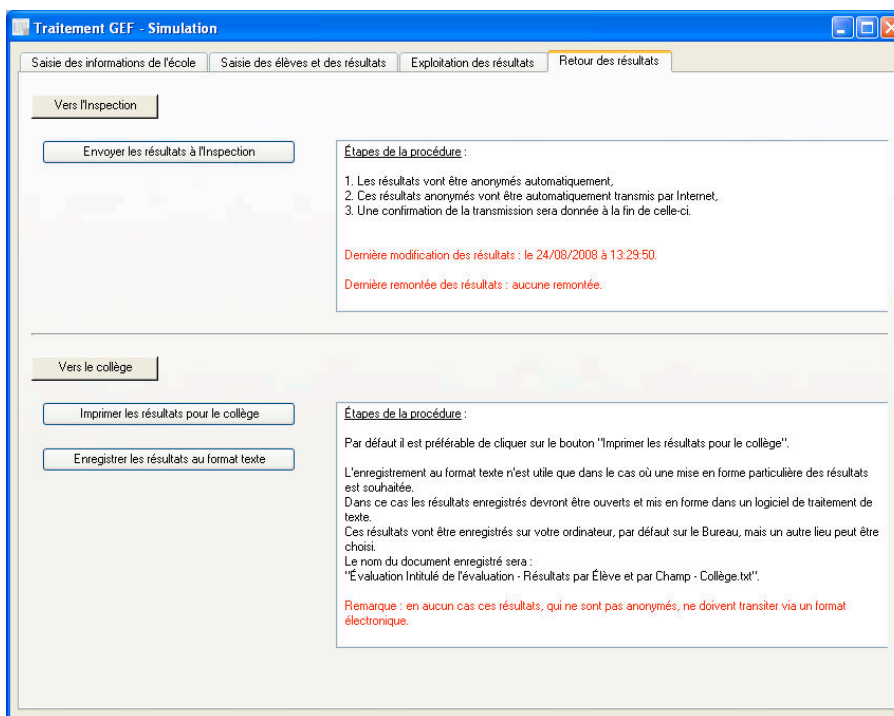 Traitement GEF - Simulation
Saisie des informations de l'école
Saisie des élèves et des résultats
Exploitation des résultats
Retour des résultats
Vers l'Inspection
Envoyer les résultats à l'Inspection
Étapes de la procédure :
1. Les résultats vont être anonymés automatiquement,
2. Ces résultats anonymés vont être automatiquement transmis par Internet,
3. Une confirmation de la transmission sera donnée à la fin de celle-ci.
Dernière modification des résultats : le 24/08/2008 à 13:29:50.
Dernière remontée des résultats : aucune remontée.
Vers le collège
Imprimer les résultats pour le collège
Enregistrer les résultats au format texte
Étapes de la procédure :
Par défaut il est préférable de cliquer sur le bouton "Imprimer les résultats pour le collège".
L'enregistrement au format texte n'est utile que dans le cas où une mise en forme particulière des résultats
est souhaitée.
Dans ce cas les résultats enregistrés devront être ouverts et mis en forme dans un logiciel de traitement de
texte.
Ces résultats vont être enregistrés sur votre ordinateur, par défaut sur le Bureau, mais un autre lieu peut être
choisi.
Le nom du document enregistré sera :
"Évaluation Intitulé de l'évaluation - Résultats par Élève et par Champ - Collège.txt".
Remarque : en aucun cas ces résultats, qui ne sont pas anonymés, ne doivent transiter via un format
électronique.